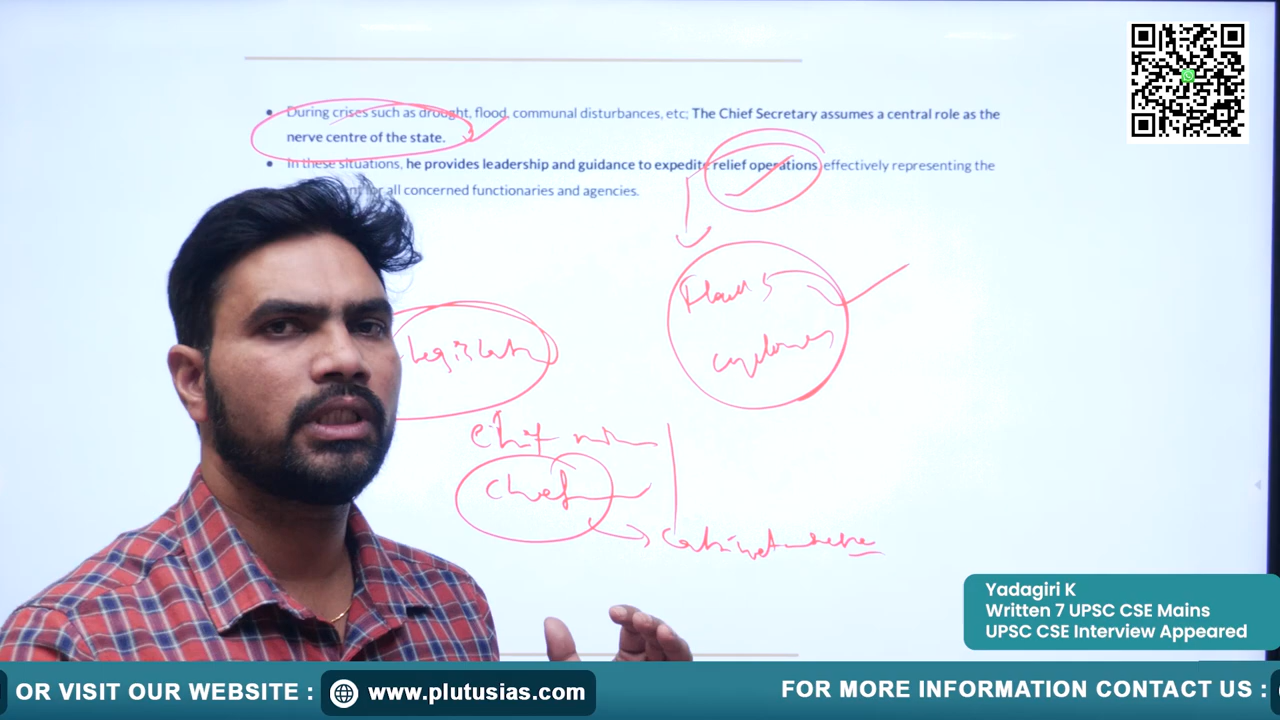 During crises such as drought, flood, communal disturbances, etc; The Chief Secretary assumes a central role as the
nerve centre of the state.
In these situations, he provides leadership and guidance to expedite relief operations, effectively representing the
for all concerned functionaries and agencies.
cyclones
Legislat
Chief
Chief
Yadagiri K
Written 7 UPSC CSE Mains
UPSC CSE Interview Appeared
OR VISIT OUR WEBSITE : www.plutusias.com FOR MORE INFORMATION CONTACT US :